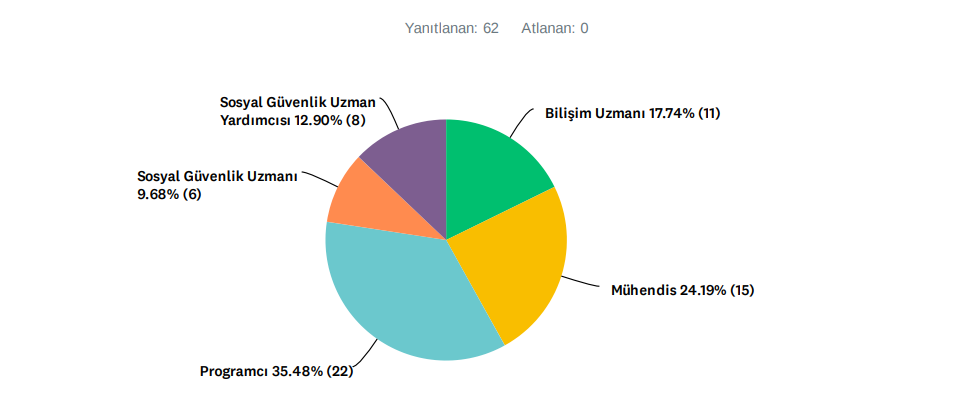 Yanıtlanan: 62 Atlanan: 0
Sosyal Güvenlik Uzman
Yardımcısı 12.90% (8)
Bilişim Uzmanı 17.74% (11)
Sosyal Güvenlik Uzmanı
9.68% (6)
Mühendis 24.19% (15)
Programcı 35.48% (22)